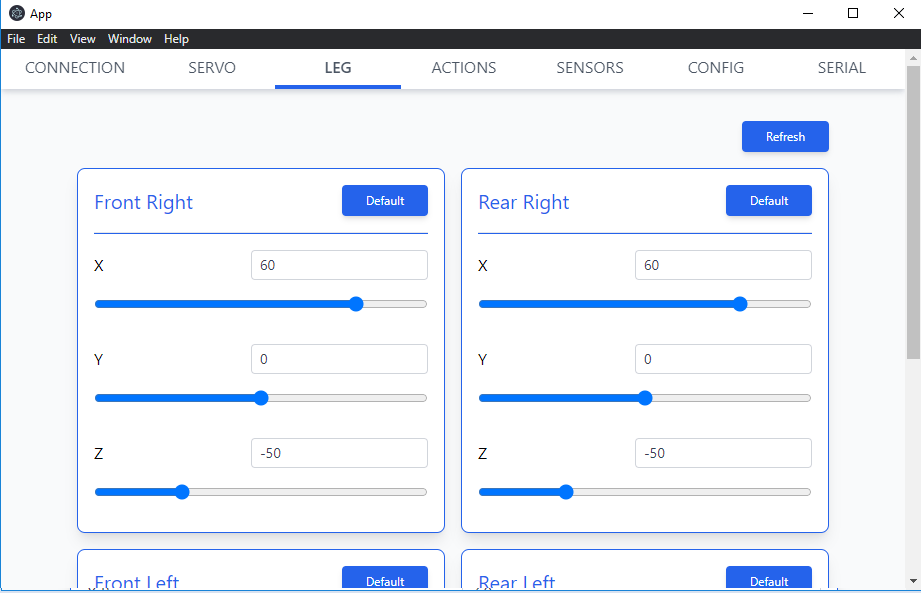 App
File Edit View Window Help
CONNECTION SERVO LEG ACTIONS SENSORS CONFIG SERIAL
Refresh
Front Right Default
X 60
Y 0
Z -50
Rear Right Default
X 60
Y 0
Z -50
Front Left Default
Rear Left Default